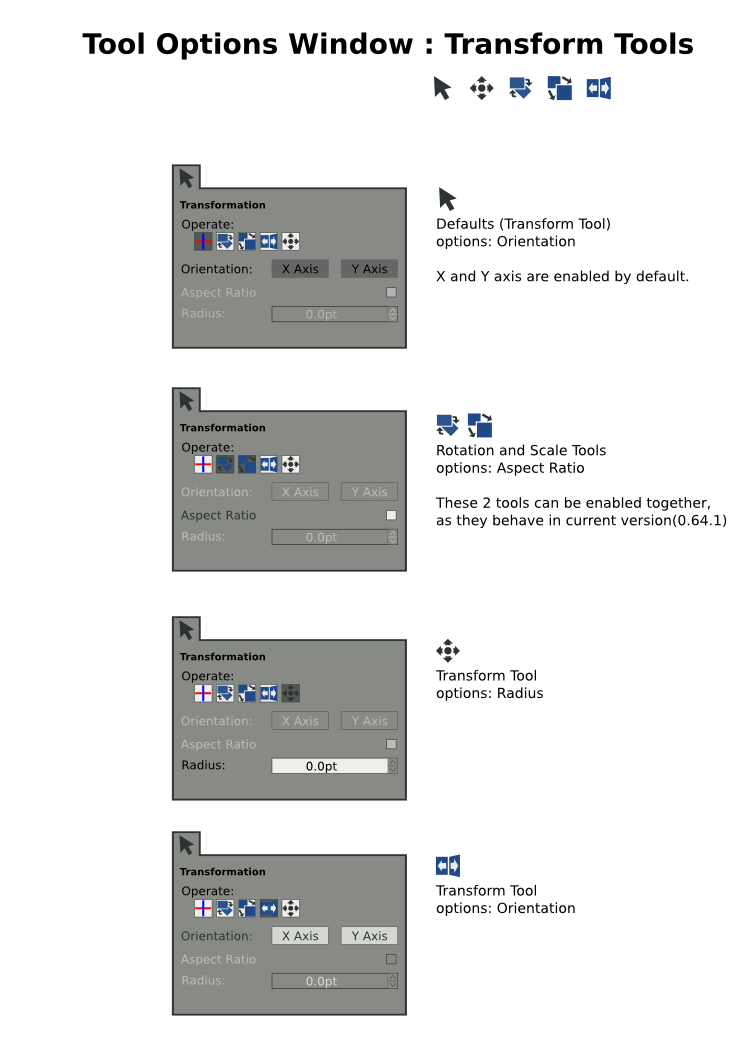 Tool Options Window : Transform Tools
Transformation
Operate:
Orientation: X Axis Y Axis
Aspect Ratio
Radius: 0.0pt
Defaults (Transform Tool)
options: Orientation
X and Y axis are enabled by default.
Transformation
Operate:
Orientation: X Axis Y Axis
Aspect Ratio
Radius: 0.0pt
Rotation and Scale Tools
options: Aspect Ratio
These 2 tools can be enabled together,
as they behave in current version(0.64.1)
Transformation
Operate:
Orientation: X Axis Y Axis
Aspect Ratio
Radius: 0.0pt
Transform Tool
options: Radius
Transformation
Operate:
Orientation: X Axis Y Axis
Aspect Ratio
Radius: 0.0pt
Transform Tool
options: Orientation